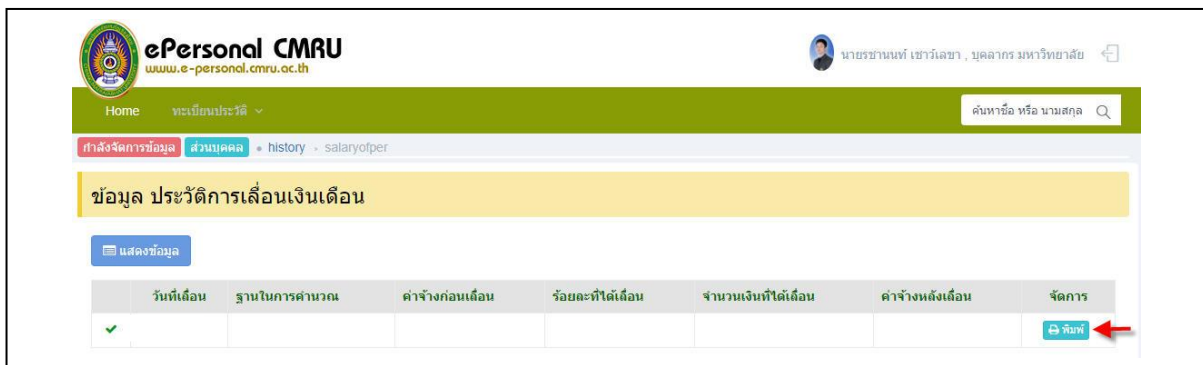 ePersonal CMRU
www.e-personal.cmru.ac.th
นายรชานนท์ เชาว์เลขา , บุคลากร มหาวิทาลัย
Home ทะเบียนประวัติ
ค้นหาชื่อ หรือ นามสกุล
กำลังจัดการข้อมูล ส่วนบุคคล history salaryofper
ข้อมูล ประวัติการเลื่อนเงินเดือน
แสดงข้อมูล
วันที่เลื่อน ฐานในการคำนวณ ค่าจ้างก่อนเลื่อน ร้อยละที่ได้เลื่อน จำนวนเงินที่ได้เลื่อน ค่าจ้างหลังเลื่อน จัดการ
พิมพ์